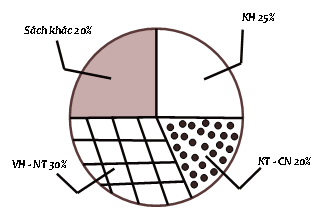 KH 25%
Sách khác 20%
VH - NT 30%
KT - CN 20%